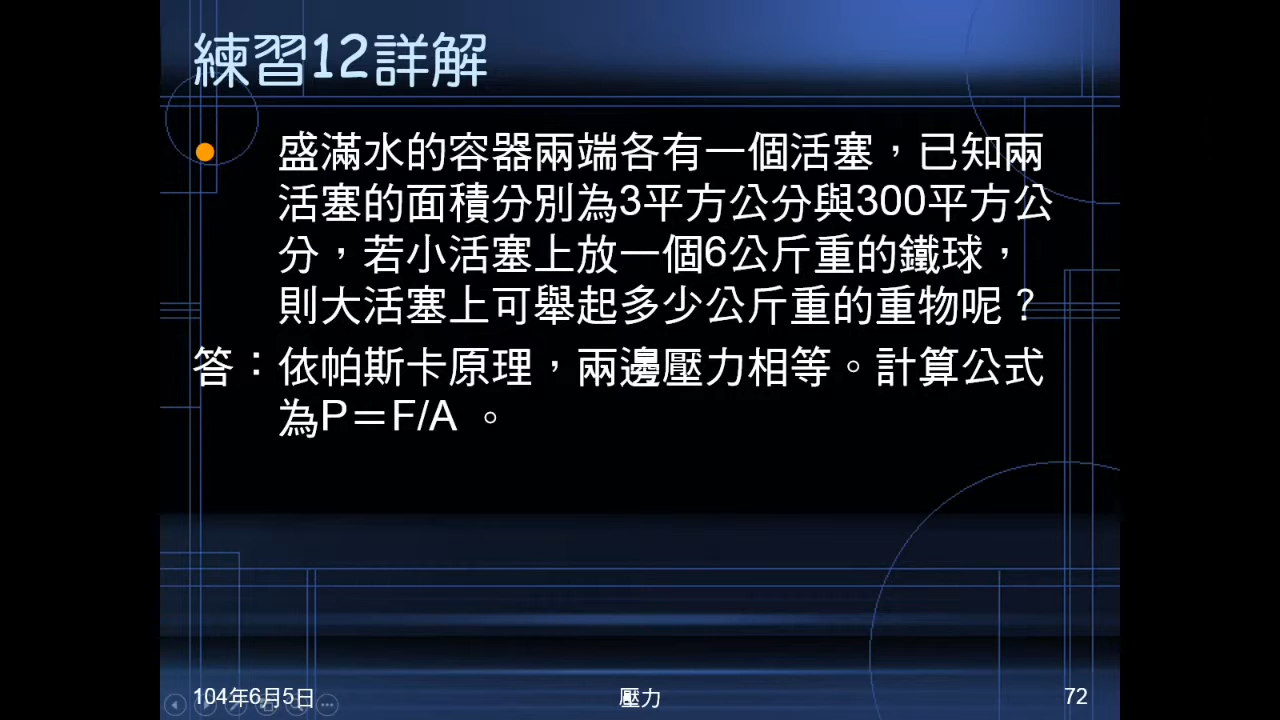 練習12詳解
盛滿水的容器兩端各有一個活塞，已知兩
活塞的面積分別為3平方公分與300平方公
分，若小活塞上放一個6公斤重的鐵球，
則大活塞上可舉起多少公斤重的重物呢？
答：依帕斯卡原理，兩邊壓力相等。計算公式
為P＝F/A 。
104年6月5日
壓力
72